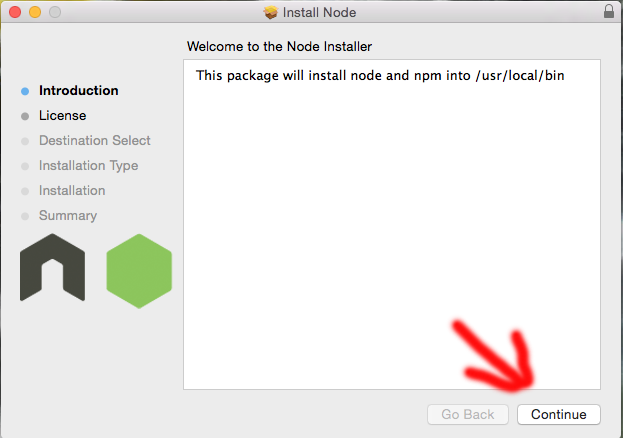 Install Node
Welcome to the Node Installer
This package will install node and npm into /usr/local/bin
Introduction
License
Destination Select
Installation Type
Installation
Summary
Go Back
Continue